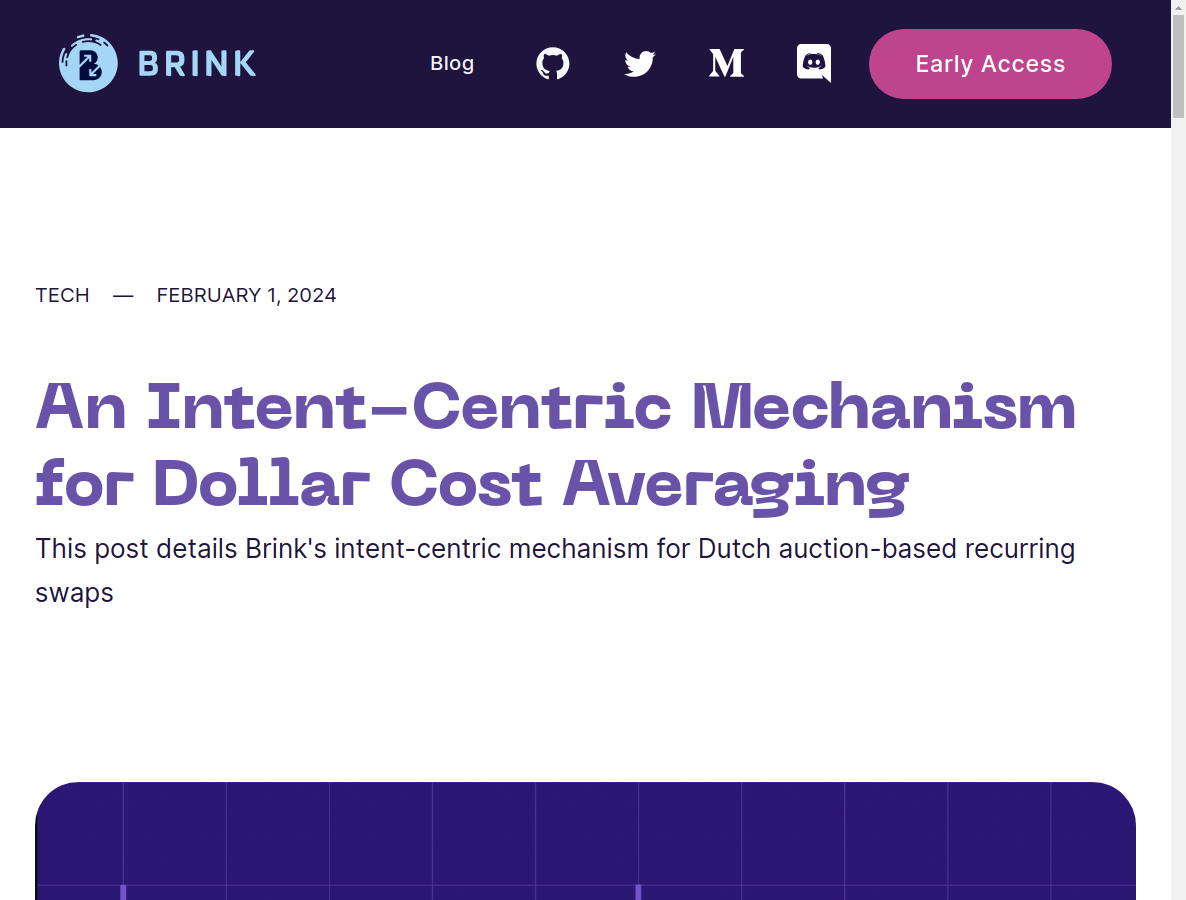 BRINK
Blog
Early Access
TECH — FEBRUARY 1, 2024
An Intent-Centric Mechanism
for Dollar Cost Averaging
This post details Brink's intent-centric mechanism for Dutch auction-based recurring
swaps